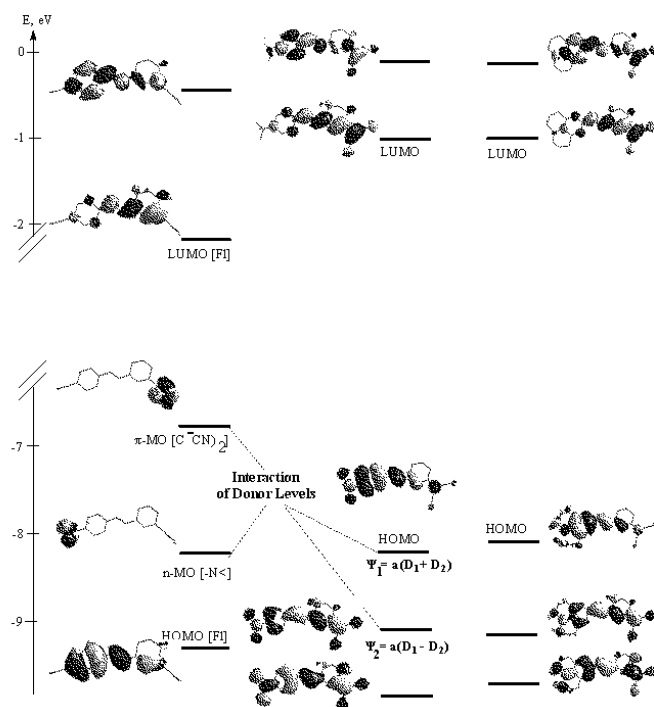 E, eV
0
-1
LUMO
LUMO
-2
LUMO [Fl]
-7
π-MO [C⁻CN)₂]
Interaction
of Donor Levels
-8
n-MO [-N<]
HOMO
HOMO
Ψ₁= a(D₁+ D₂)
-9
HOMO [Fl]
Ψ₂= a(D₁- D₂)